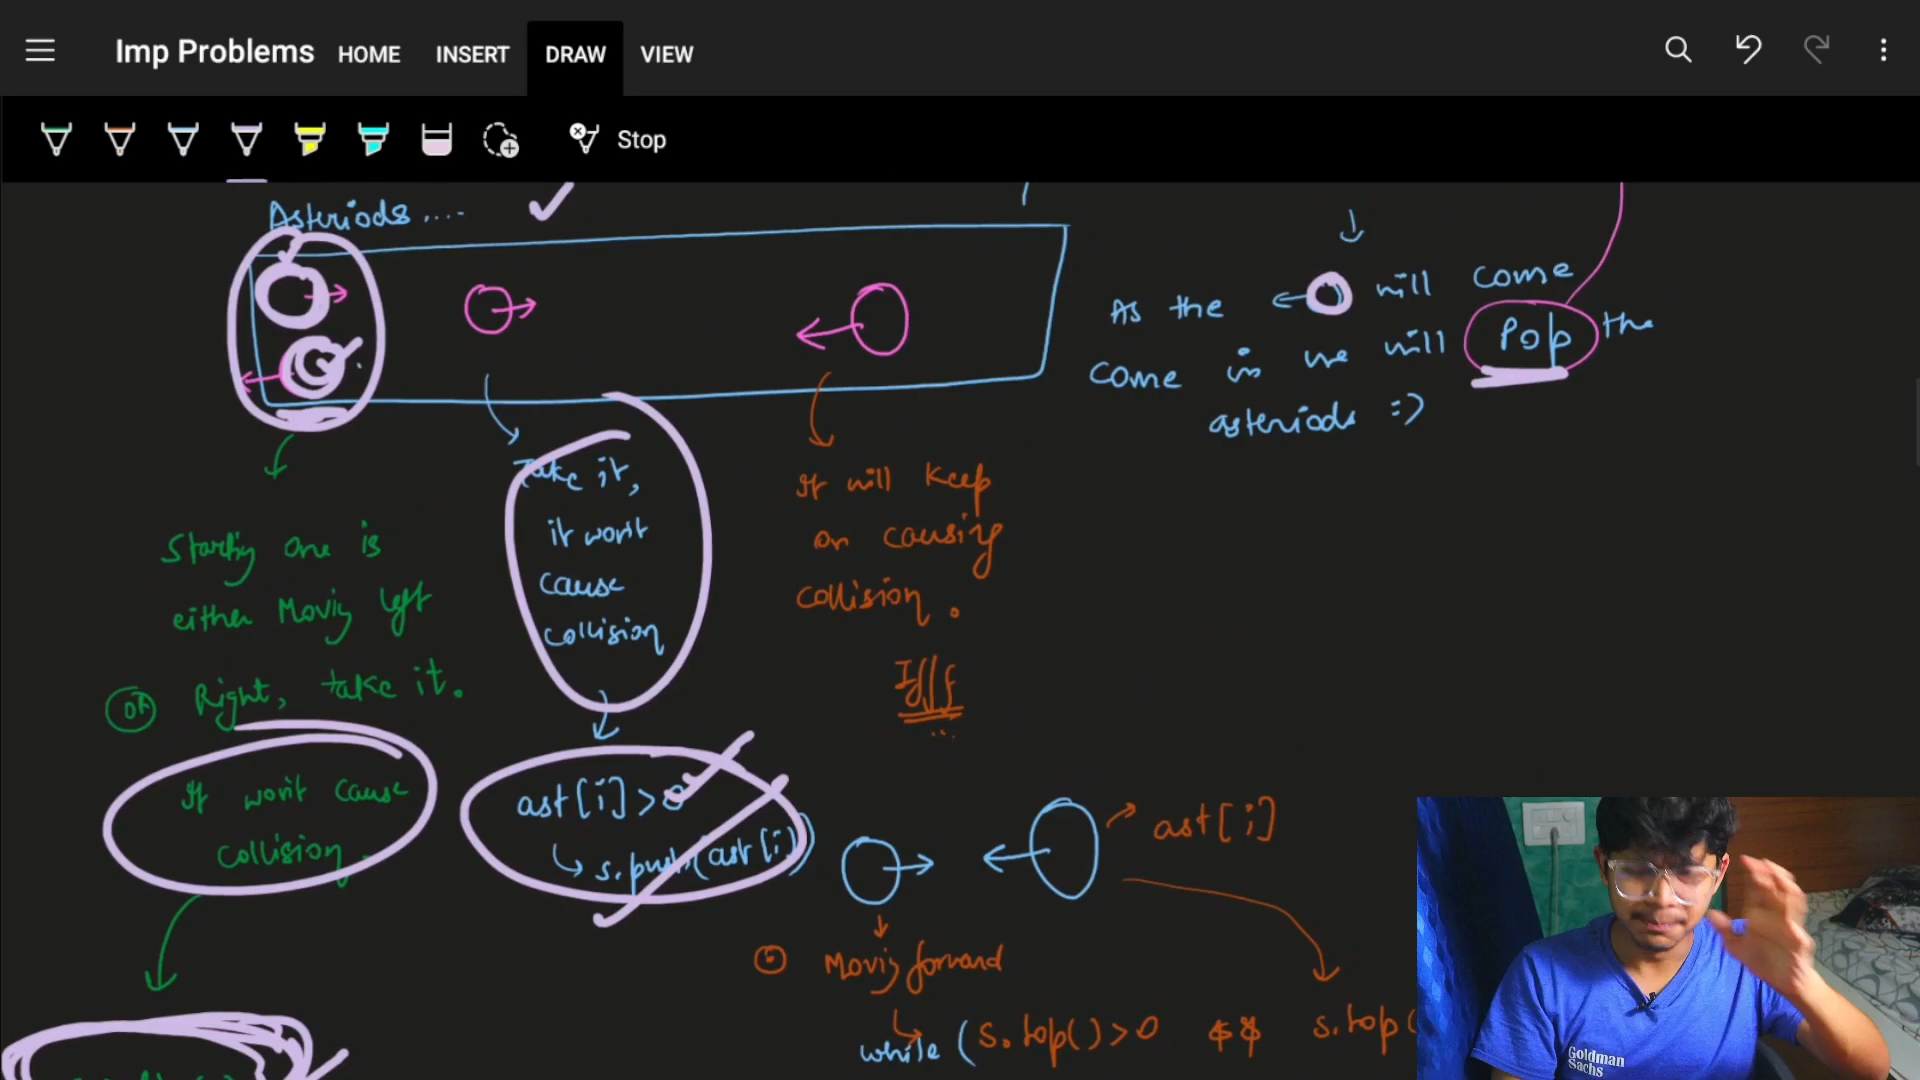 Imp Problems HOME INSERT DRAW VIEW
Stop
Asteriods ....
As the will come
come in we will Pop the
asteriods =>
Take it,
it won't
cause
collision
It will keep
on causing
collision .
Iff
Starting one is
either Moving left
OR Right, take it.
It won't cause
collision.
ast[i] > 0
s.push(ast[i])
ast[i]
Moving forward
while (s.top() > 0 && s.top(
Goldman
Sachs